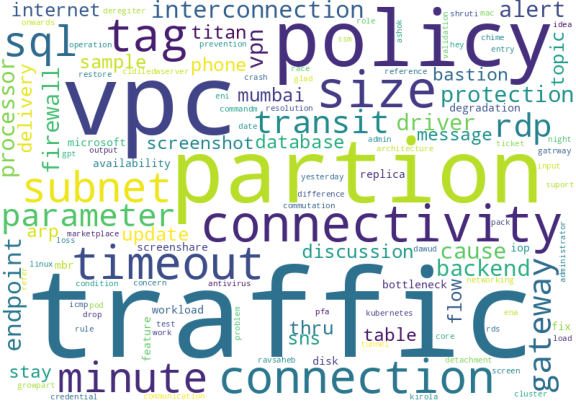 internet
deregiter
interconnection
role
shruti
mac
alert
onwards
operation
prevention
ashok
validation
hey
chime
idea
sql
tag
titan
policy
entry
topic
restore
sample
phone
vpn
race
glad
reference
bastion
processor
delivery
firewall
vpc
crash
mumbai
size
degradation
protection
eni
commandm
resolution
date
transit
driver
rdp
microsoft
screenshot
database
message
gpt
output
availability
admin
architecture
ticket
night
gatrway
partion
yesterday
replica
input
subnet
difference
suport
parameter
commutation
connectivity
pack
marketplace
arp
update
loss
screenshare
discussion
dawud
cause
iop
administrator
linux
mbr
timeout
backend
endpoint
antivirus
bottleneck
networking
condition
concern
flow
gateway
icmp
pod
workload
pfa
kubernetes
ena
drop
traffic
rds
fix
rule
test
work
feature
problem
thru
sns
table
core
load
stay
ravsaheb
disk
detachment
screen
minute
connection
grompart
credential
communication
kirola
cluster